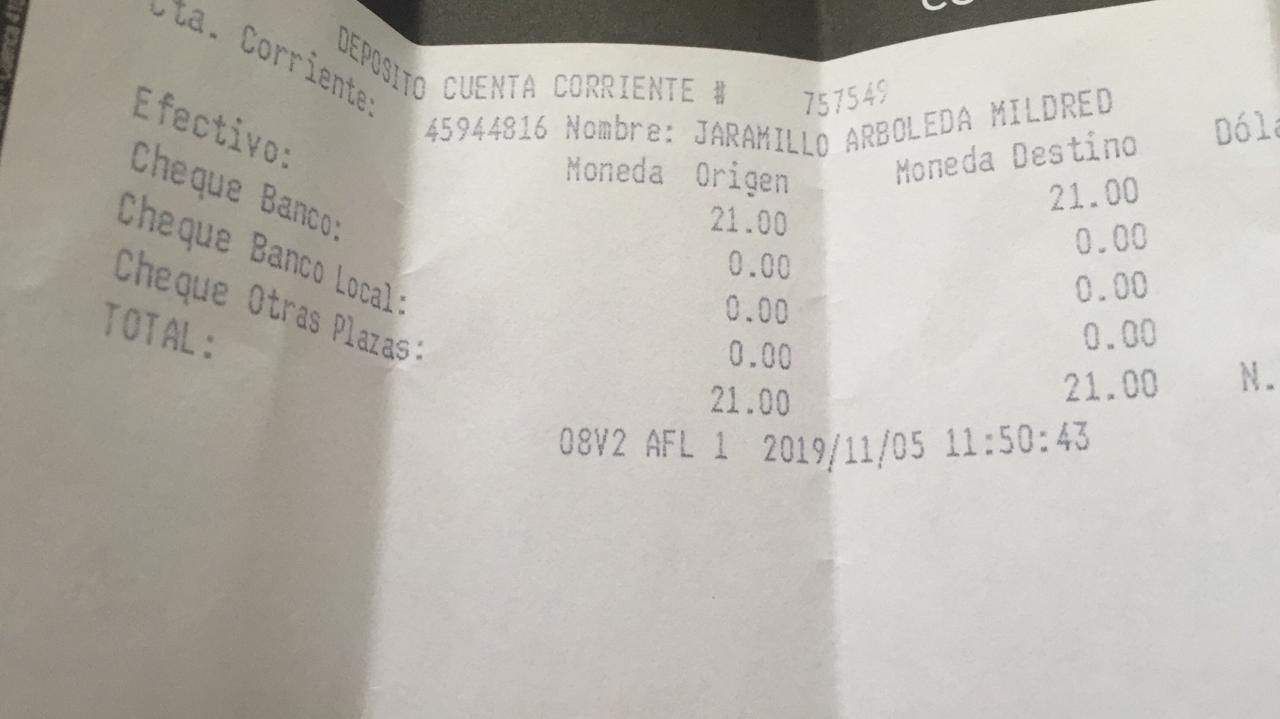 DEPOSITO CUENTA CORRIENTE # 757549
Cta. Corriente: 45944816 Nombre: JARAMILLO ARBOLEDA MILDRED
Moneda Origen Moneda Destino
Efectivo: 21.00 21.00
Cheque Banco: 0.00 0.00
Cheque Banco Local: 0.00 0.00
Cheque Otras Plazas: 0.00 0.00
TOTAL: 21.00 21.00 N.
08V2 AFL 1 2019/11/05 11:50:43